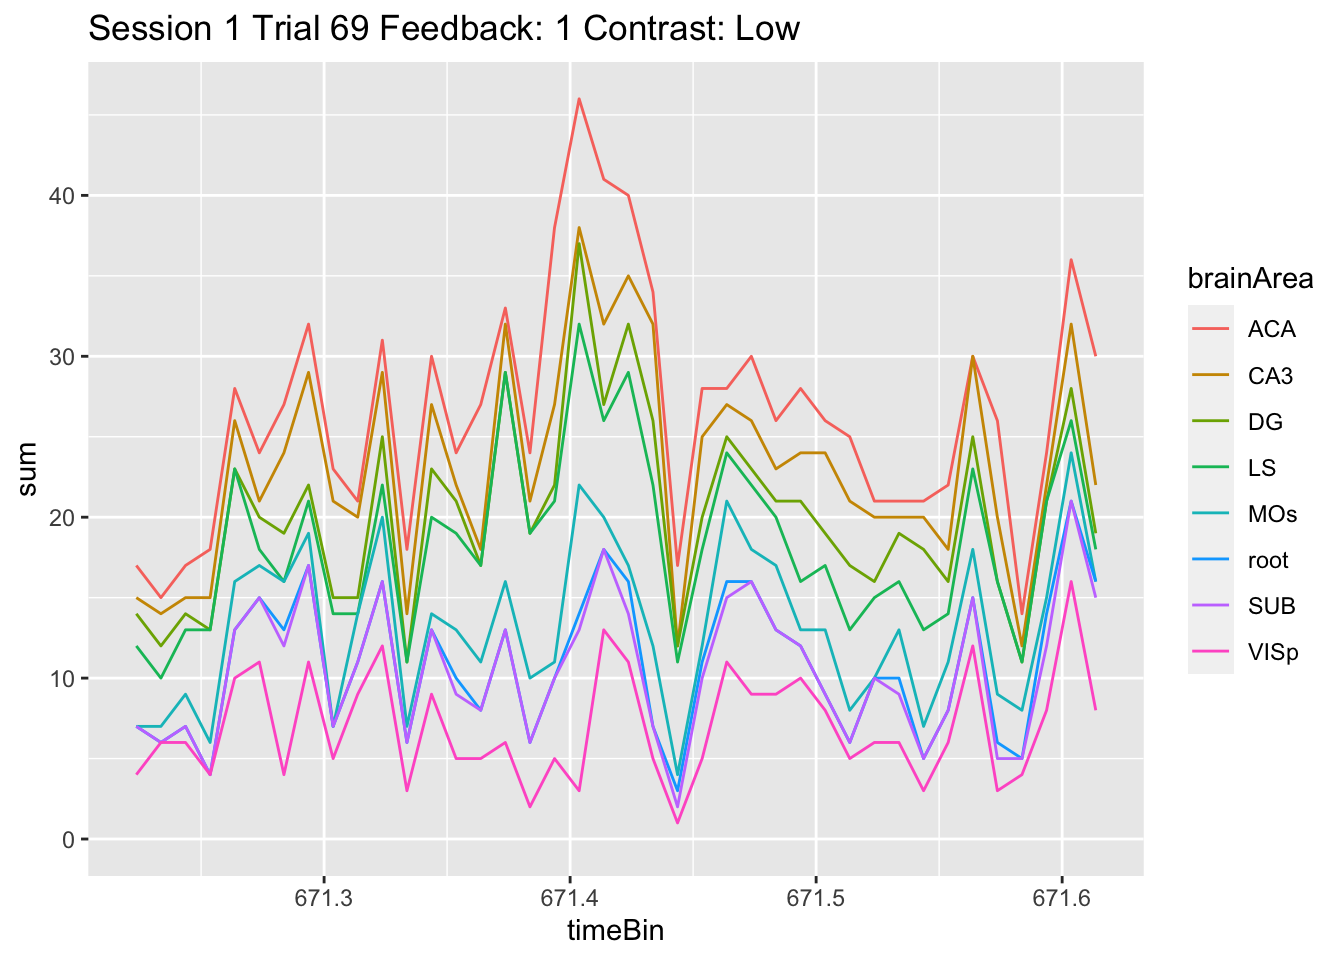 Session 1 Trial 69 Feedback: 1 Contrast: Low
sum
40
30
20
10
0
671.3 671.4 671.5 671.6
timeBin
brainArea
ACA
CA3
DG
LS
MOs
root
SUB
VISp